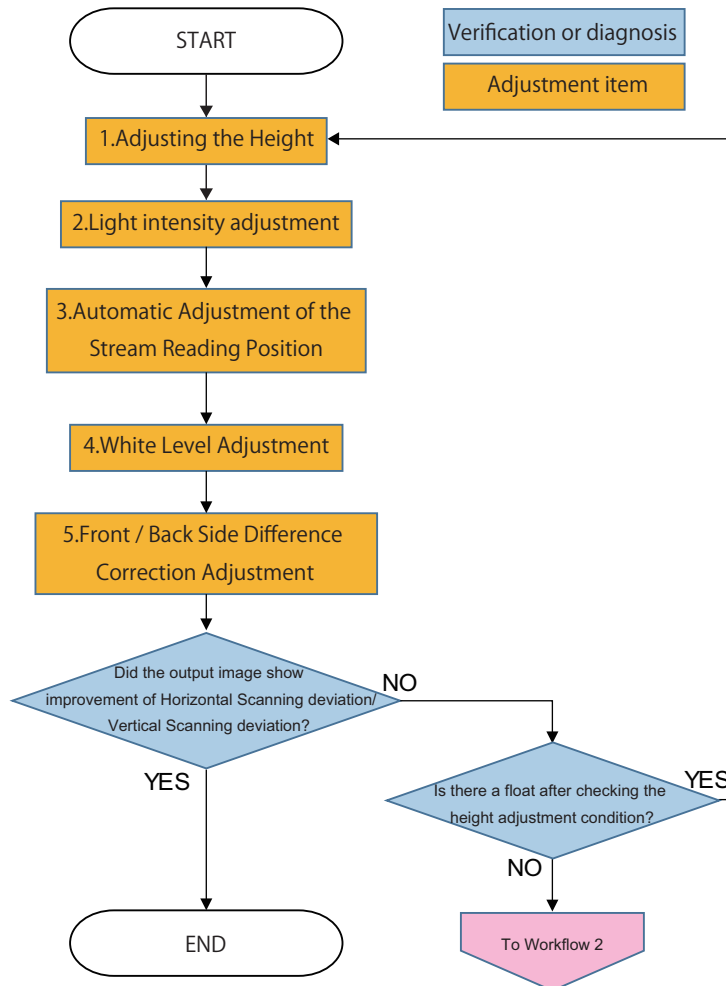 START
Verification or diagnosis
Adjustment item
1.Adjusting the Height
2.Light intensity adjustment
3.Automatic Adjustment of the
Stream Reading Position
4.White Level Adjustment
5.Front / Back Side Difference
Correction Adjustment
Did the output image show
improvement of Horizontal Scanning deviation/
Vertical Scanning deviation?
NO
YES
Is there a float after checking the
height adjustment condition?
YES
NO
END
To Workflow 2